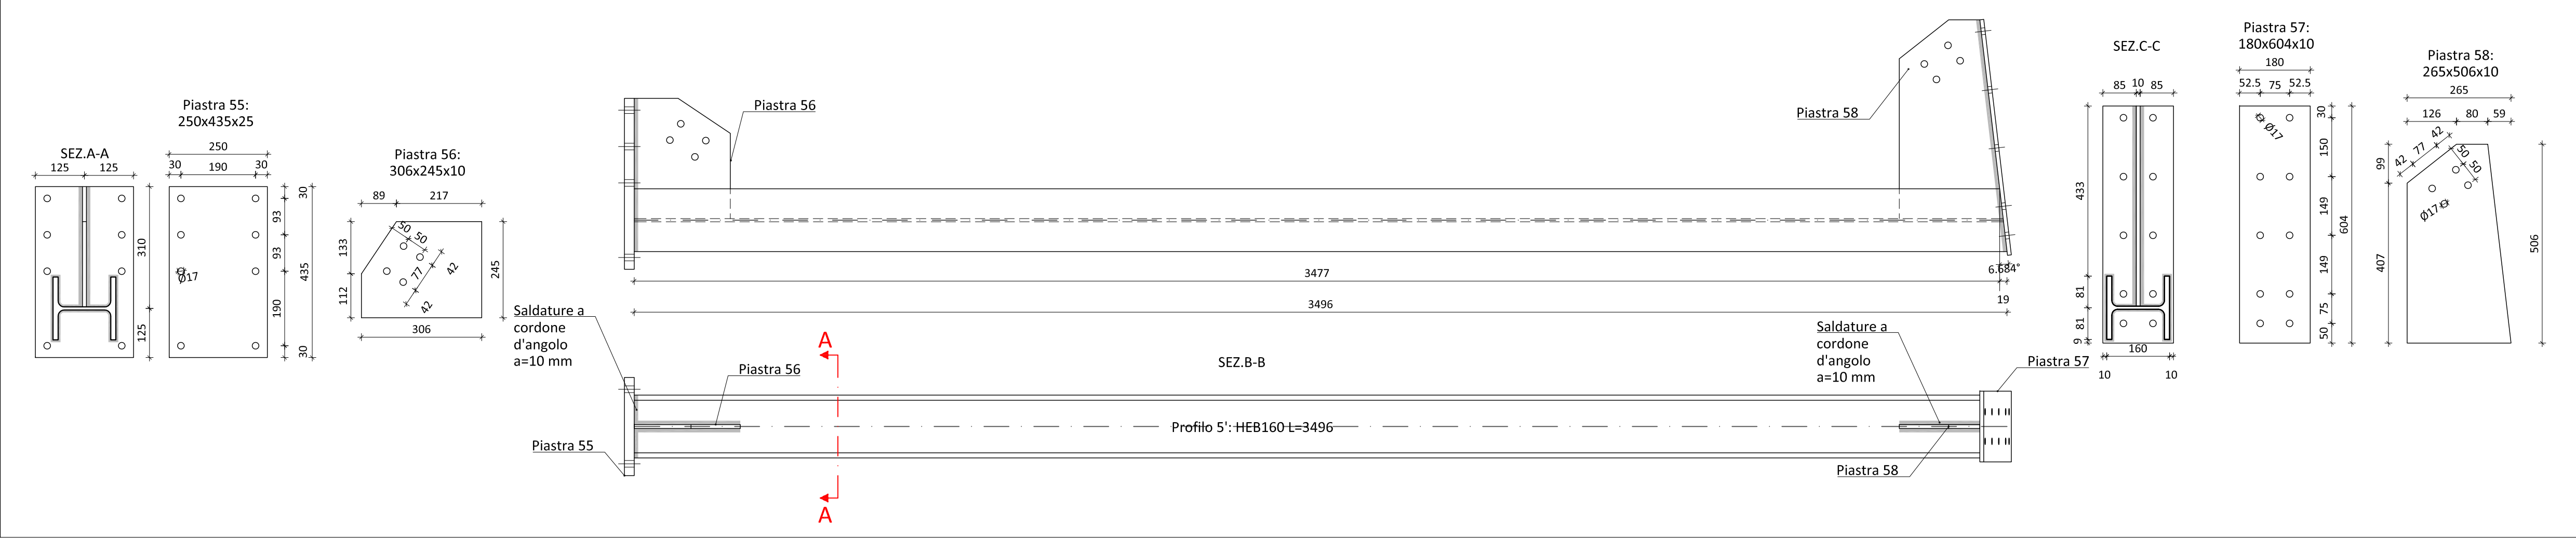 SEZ.A-A
125
125
310
125
Piastra 55:
250x435x25
250
30
190
30
30
93
93
190
30
435
Ø17
Piastra 56:
306x245x10
89
217
133
112
50
50
77
42
42
245
306
Piastra 56
Piastra 58
3477
6.684°
19
3496
Saldature a
cordone
d'angolo
a=10 mm
A
SEZ.B-B
Saldature a
cordone
d'angolo
a=10 mm
Piastra 56
Piastra 57
Profilo 5': HEB160 L=3496
Piastra 55
Piastra 58
A
SEZ.C-C
85
10
85
433
81
81
9
160
10
10
Piastra 57:
180x604x10
180
52.5
75
52.5
Ø17
30
150
149
149
75
50
604
Piastra 58:
265x506x10
265
126
80
59
42
77
42
50
50
99
407
Ø17
506